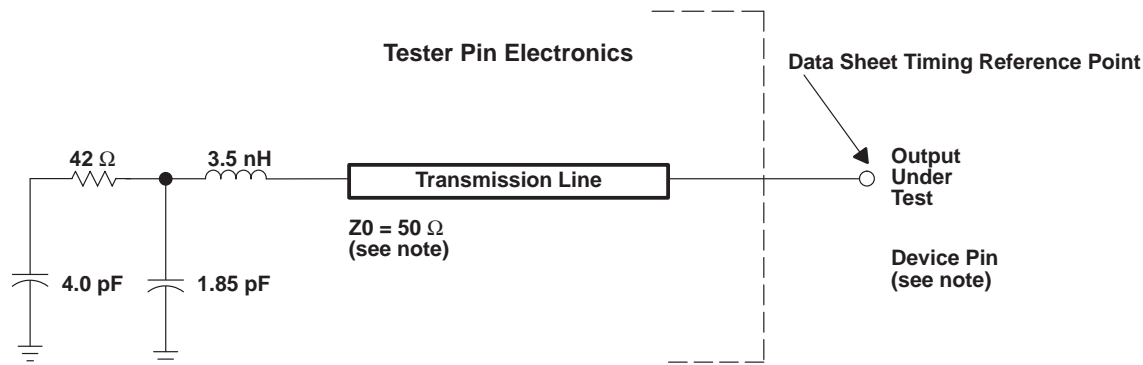 Tester Pin Electronics
Data Sheet Timing Reference Point
42 Ω
3.5 nH
Transmission Line
Output
Under
Test
Z0 = 50 Ω
(see note)
Device Pin
(see note)
4.0 pF
1.85 pF